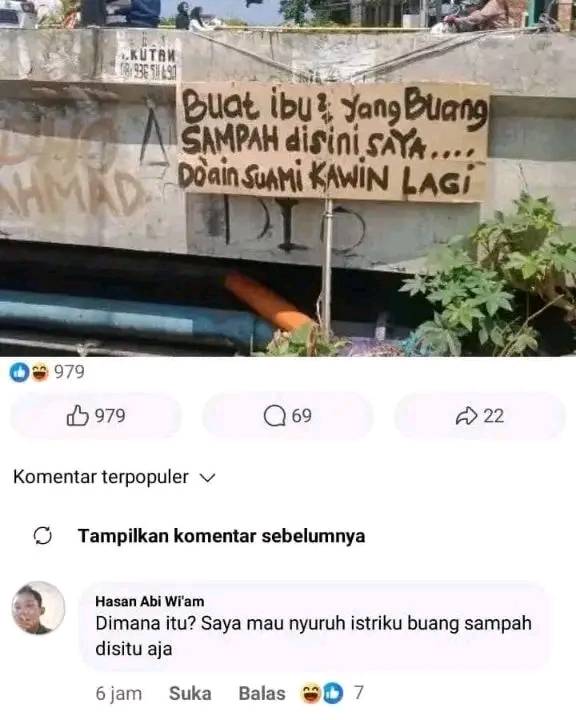 KUTAN
Buat ibu² yang Buang
SAMPAH disini SAYA....
Do'ain SUAMi KAWiN LAGi
AHMAD
DID
979
979
69
22
Komentar terpopuler
Tampilkan komentar sebelumnya
Hasan Abi Wi'am
Dimana itu? Saya mau nyuruh istriku buang sampah
disitu aja
6 jam Suka Balas 7